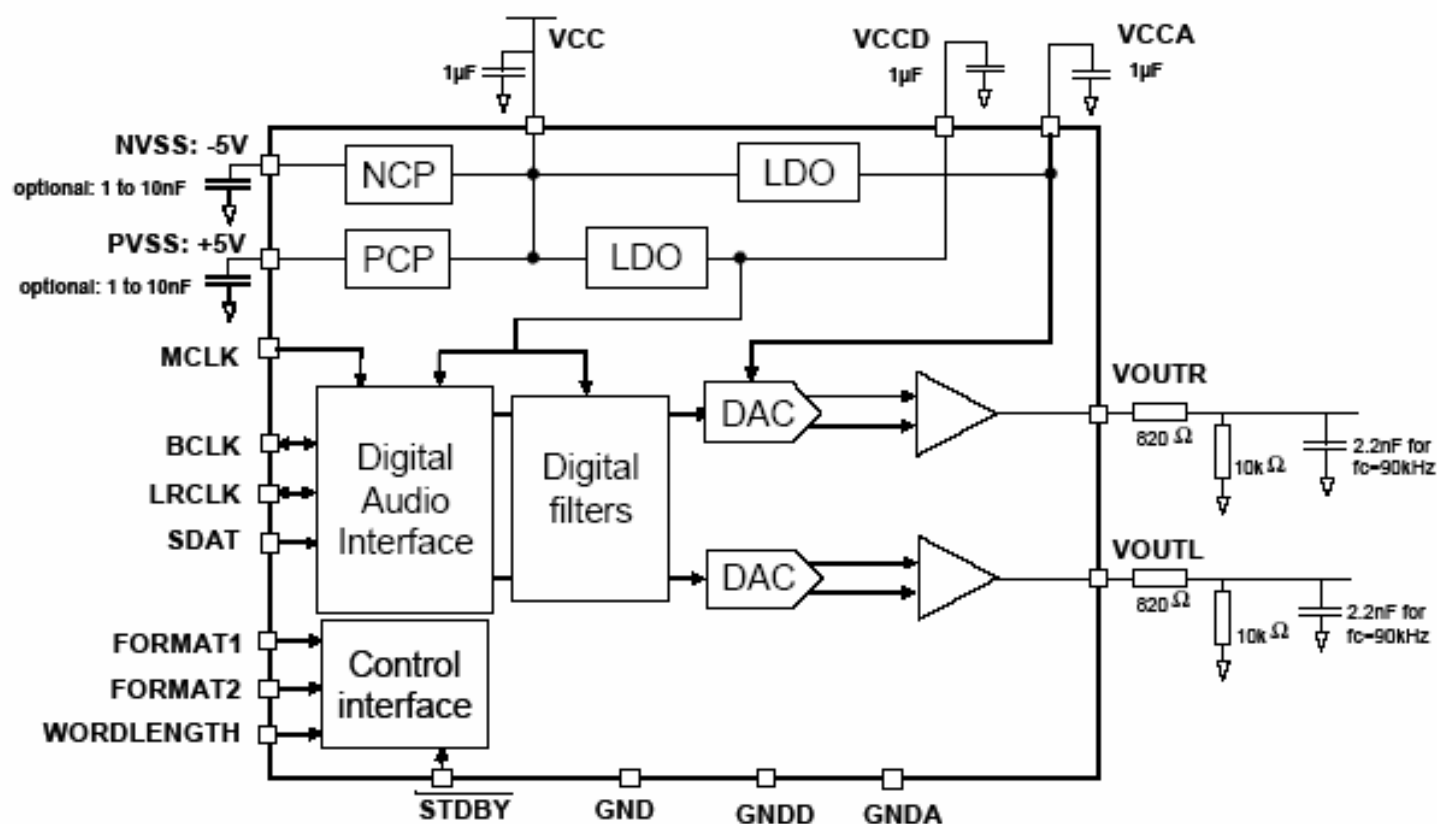 VCC
1µF
VCCD
1µF
VCCA
1µF
NVSS: -5V
optional: 1 to 10nF
NCP
LDO
PVSS: +5V
optional: 1 to 10nF
PCP
LDO
MCLK
BCLK
LRCLK
SDAT
Digital
Audio
Interface
Digital
filters
DAC
DAC
VOUTR
820 Ω
10k Ω
2.2nF for
fc=90kHz
VOUTL
820 Ω
10k Ω
2.2nF for
fc=90kHz
FORMAT1
FORMAT2
WORDLENGTH
Control
interface
STDBY
GND
GNDD
GNDA